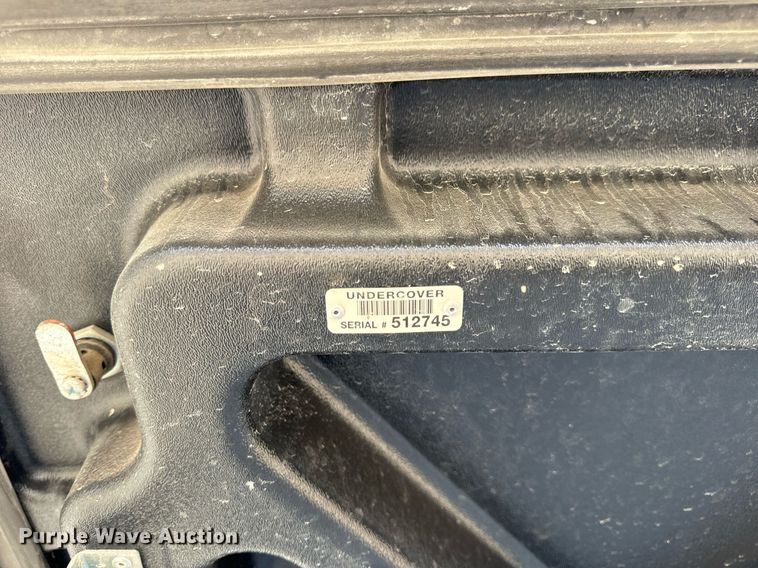 UNDERCOVER
SERIAL # 512745
Purple Wave Auction